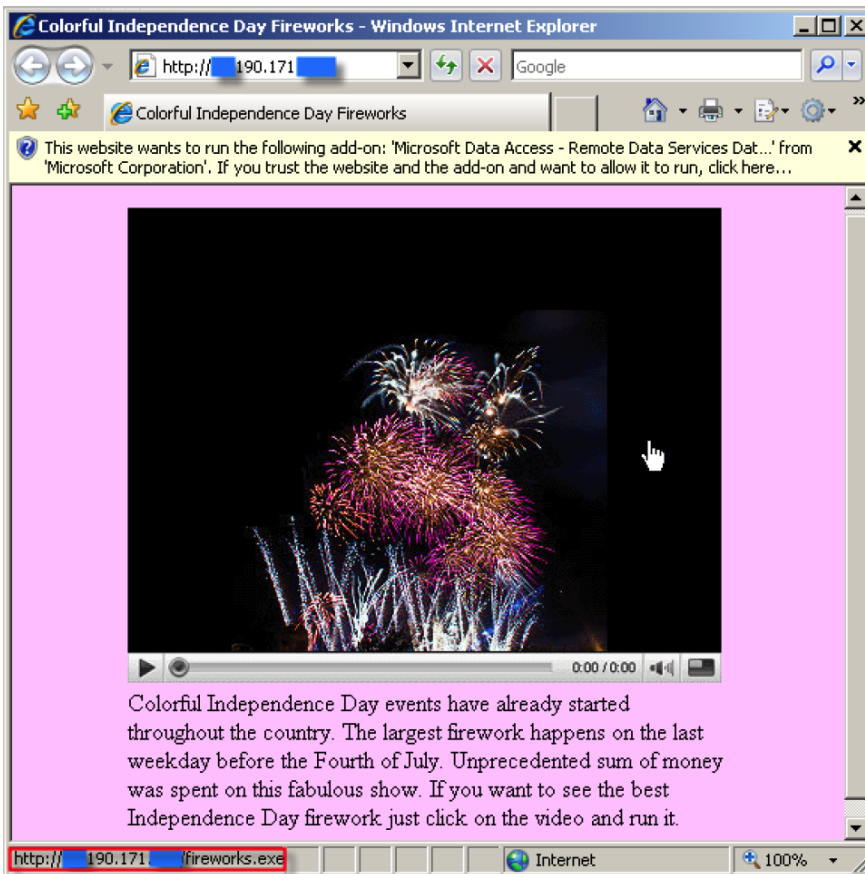 Colorful Independence Day Fireworks - Windows Internet Explorer
http:// 190.171
Google
Colorful Independence Day Fireworks
This website wants to run the following add-on: 'Microsoft Data Access - Remote Data Services Dat...' from
'Microsoft Corporation'. If you trust the website and the add-on and want to allow it to run, click here...
0:00 / 0:00
Colorful Independence Day events have already started
throughout the country. The largest firework happens on the last
weekday before the Fourth of July. Unprecedented sum of money
was spent on this fabulous show. If you want to see the best
Independence Day firework just click on the video and run it.
http:// 190.171. /fireworks.exe
Internet
100%